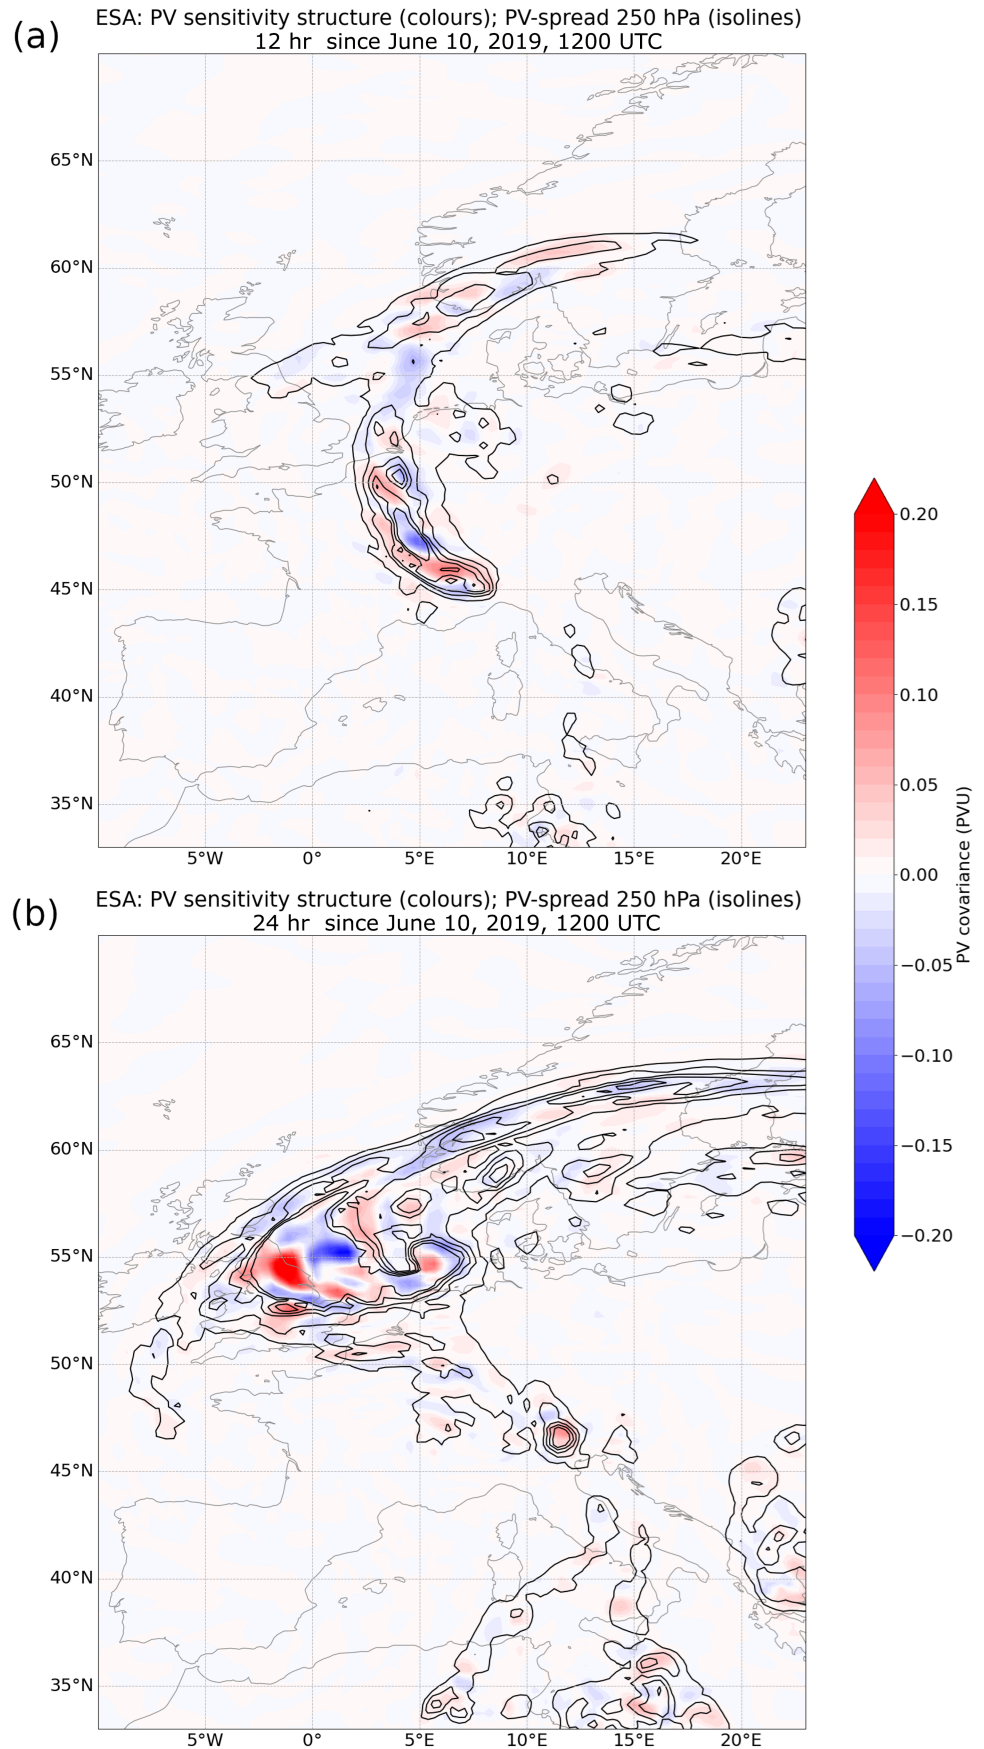 (a)
ESA: PV sensitivity structure (colours); PV-spread 250 hPa (isolines)
12 hr since June 10, 2019, 1200 UTC
65°N
60°N
55°N
50°N
45°N
40°N
35°N
5°W 0° 5°E 10°E 15°E 20°E
(b)
ESA: PV sensitivity structure (colours); PV-spread 250 hPa (isolines)
24 hr since June 10, 2019, 1200 UTC
65°N
60°N
55°N
50°N
45°N
40°N
35°N
5°W 0° 5°E 10°E 15°E 20°E
0.20
0.15
0.10
0.05
0.00
−0.05
−0.10
−0.15
−0.20
PV covariance (PVU)